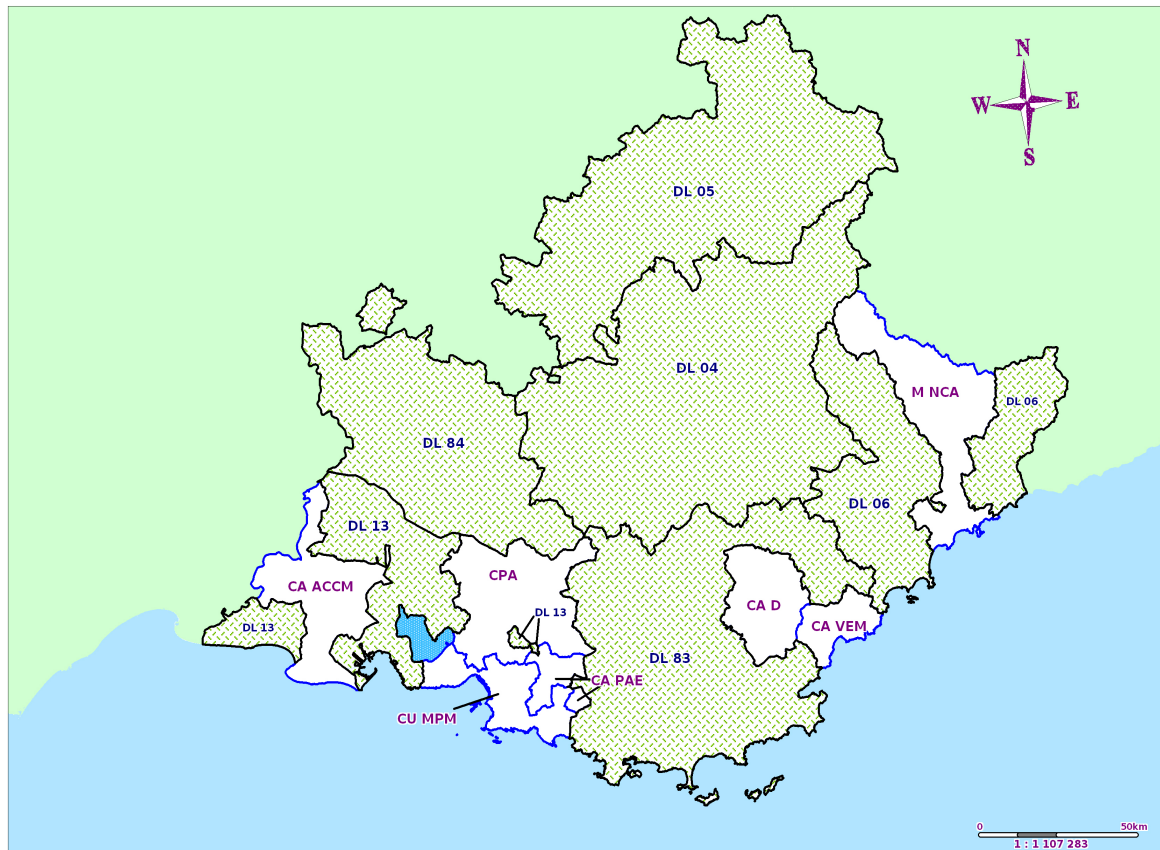 N
W E
S
DL 05
DL 04
M NCA
DL 06
DL 84
DL 06
DL 13
CPA
CA ACCM
CA D
DL 13
CA VEM
DL 13
DL 83
CA PAE
CU MPM
0 50km
1 : 1 107 283